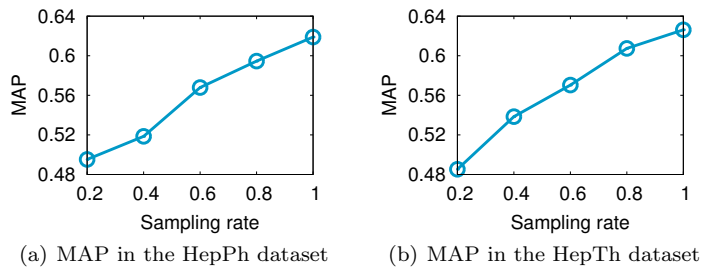 0.64
0.6
0.56
0.52
0.48
MAP
0.2 0.4 0.6 0.8 1
Sampling rate
(a) MAP in the HepPh dataset
0.64
0.6
0.56
0.52
0.48
MAP
0.2 0.4 0.6 0.8 1
Sampling rate
(b) MAP in the HepTh dataset